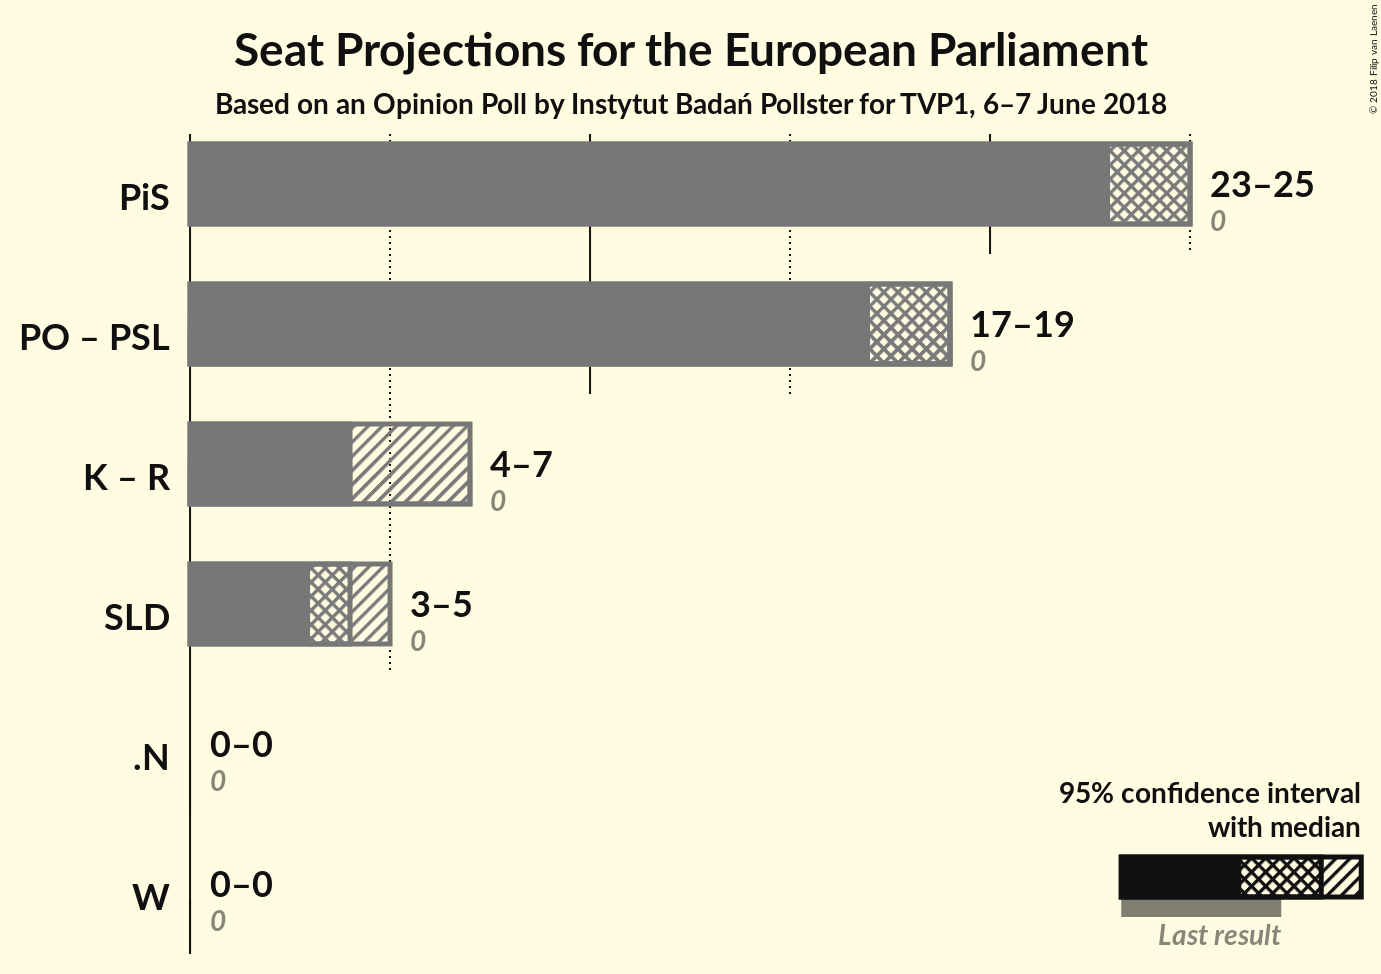 Seat Projections for the European Parliament
Based on an Opinion Poll by Instytut Badań Pollster for TVP1, 6–7 June 2018
© 2018 Filip van Laenen
PiS
23–25
0
PO – PSL
17–19
0
K – R
4–7
0
SLD
3–5
0
.N
0–0
0
W
0–0
0
95% confidence interval
with median
Last result